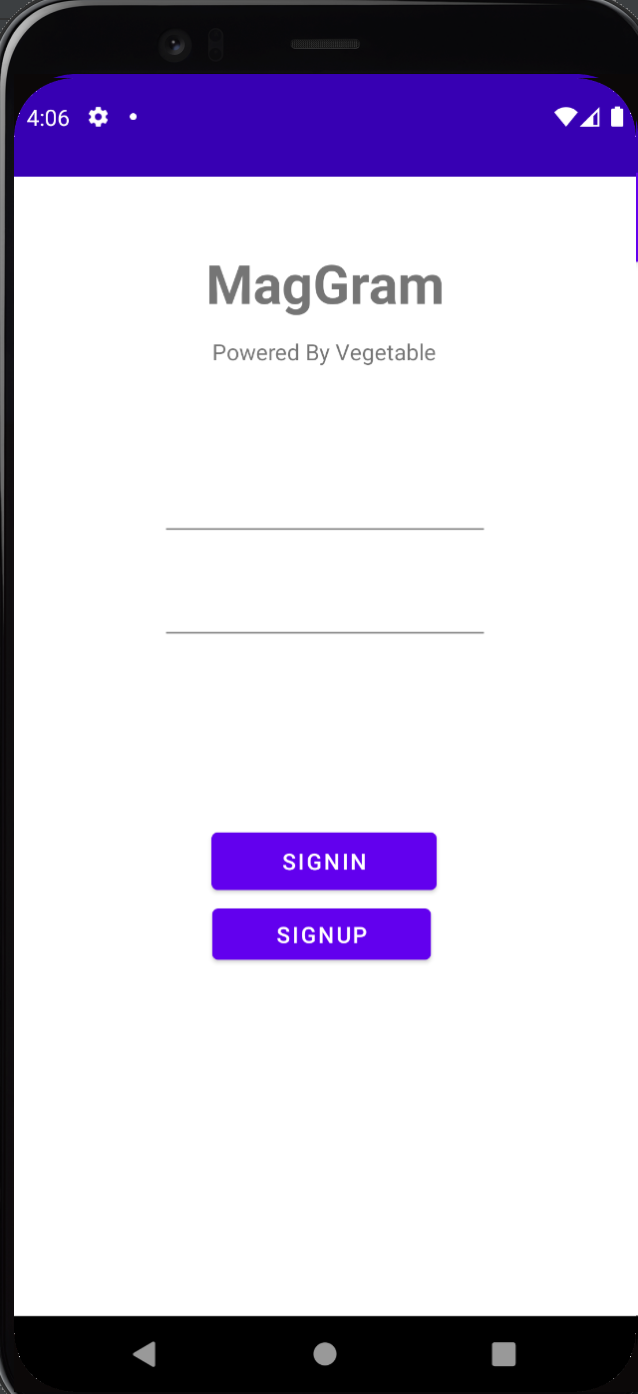 4:06
MagGram
Powered By Vegetable
SIGNIN
SIGNUP